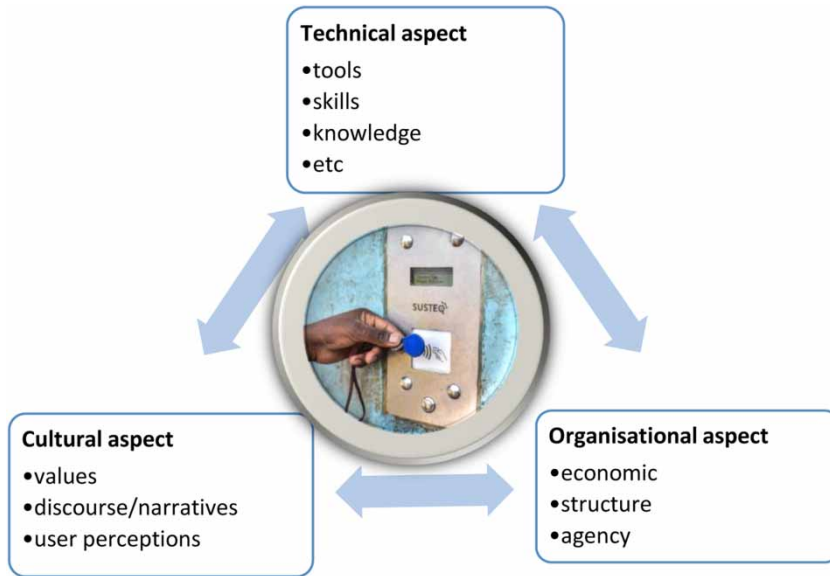 Technical aspect
•tools
•skills
•knowledge
•etc
SUSTEQ
Cultural aspect
•values
•discourse/narratives
•user perceptions
Organisational aspect
•economic
•structure
•agency